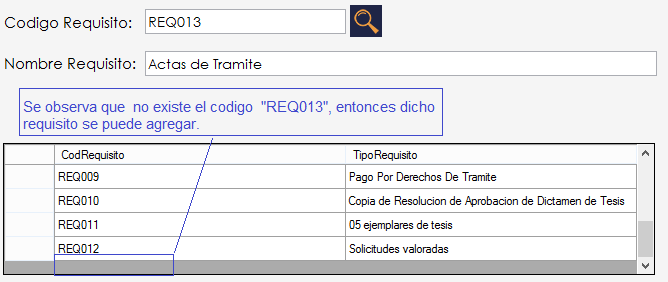 Codigo Requisito: REQ013
Nombre Requisito: Actas de Tramite
Se observa que no existe el codigo "REQ013", entonces dicho
requisito se puede agregar.
CodRequisito TipoRequisito
REQ009 Pago Por Derechos De Tramite
REQ010 Copia de Resolucion de Aprobacion de Dictamen de Tesis
REQ011 05 ejemplares de tesis
REQ012 Solicitudes valoradas